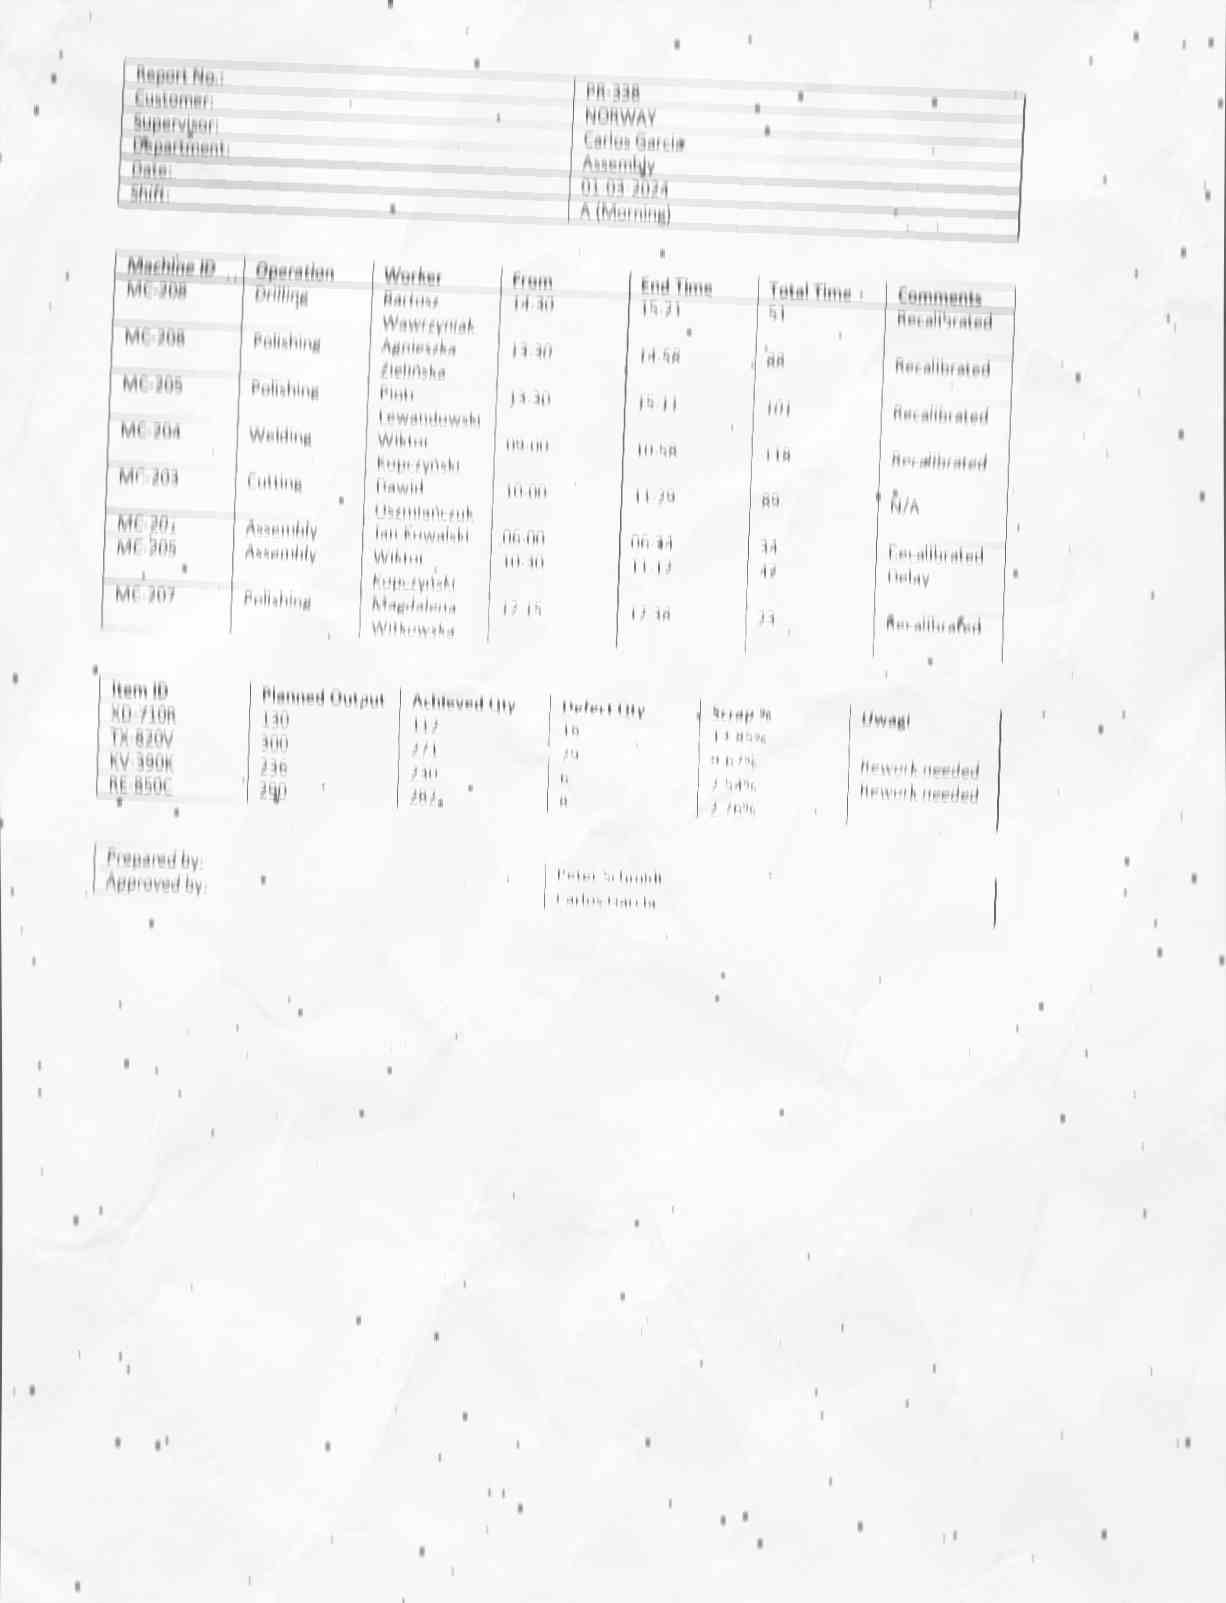 Report No.: PR-338
Customer: NORWAY
Supervisor: Carlos Garcia
Department: Assembly
Date: 01.03.2024
Shift: A (Morning)
Machine ID Operation Worker From End Time Total Time Comments
MC-208 Drilling Bartosz 14:30 15:21 51 Recalibrated
Wawrzyniak
MC-208 Polishing Agnieszka 13:30 14:58 88 Recalibrated
Zielińska
MC-205 Polishing Piotr 13:30 15:11 101 Recalibrated
Lewandowski
MC-204 Welding Wiktor 09:00 10:58 118 Recalibrated
Kopczyński
MC-203 Cutting Dawid 10:00 11:29 89 N/A
MC-201 Assembly Jan Kowalski 06:00 34 Recalibrated
MC-205 Assembly Wiktor 10:30 11:12 42 Delay
Kopczyński
MC-207 Polishing Magdalena 12:15 12:38 23 Recalibrated
Witkowska
Item ID Planned Output Achieved Qty Defect Qty Scrap % Uwagi
XD-710R 130 112 18 13.85%
TX-820V 300 271 29 9.67% Rework needed
KV-390K 236 230 6 2.54% Rework needed
RE-850C 290 282 8 2.76%
Prepared by: Peter Schmidt
Approved by: Carlos Garcia